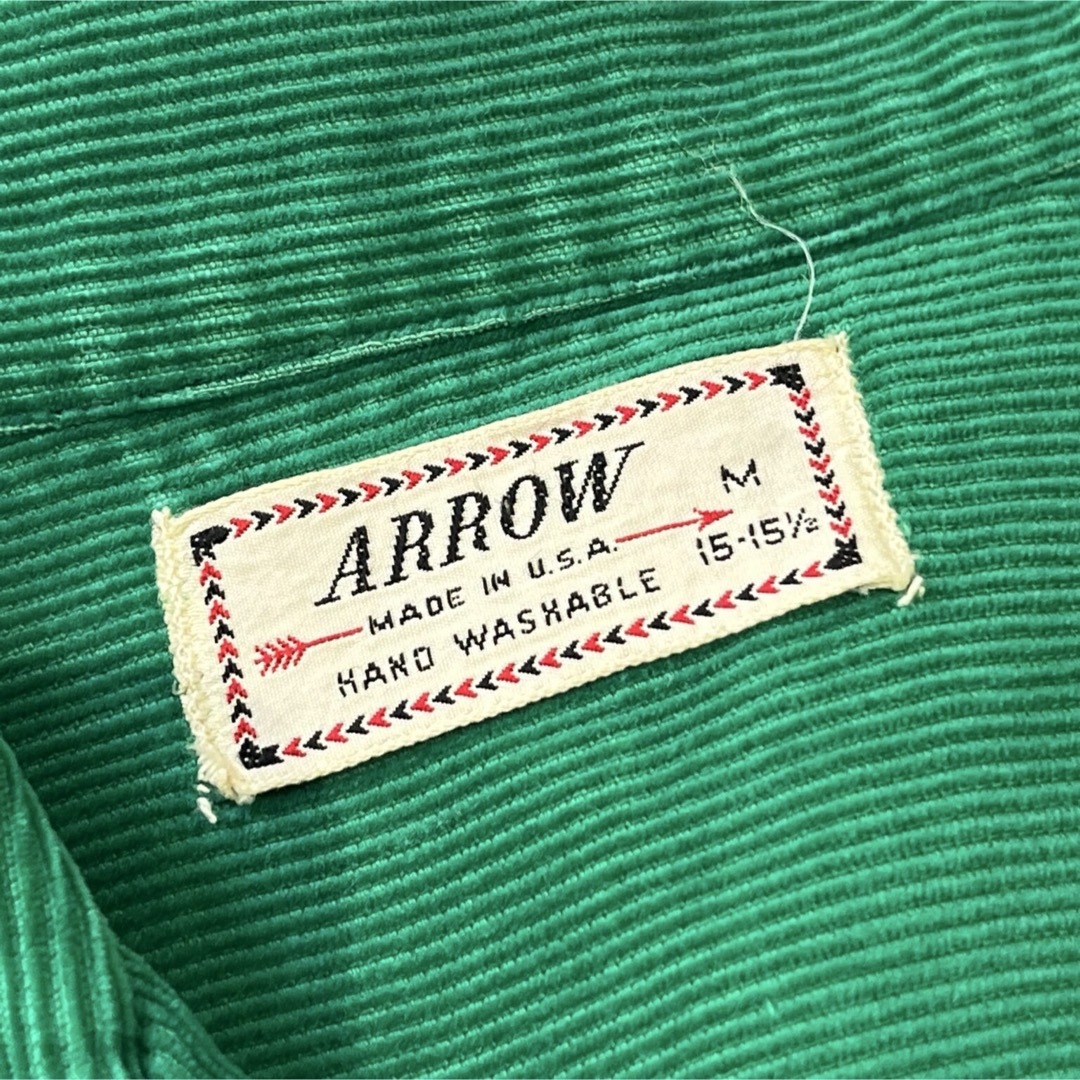 ARROW
MADE IN U.S.A.
HAND WASHABLE
M
15-15½